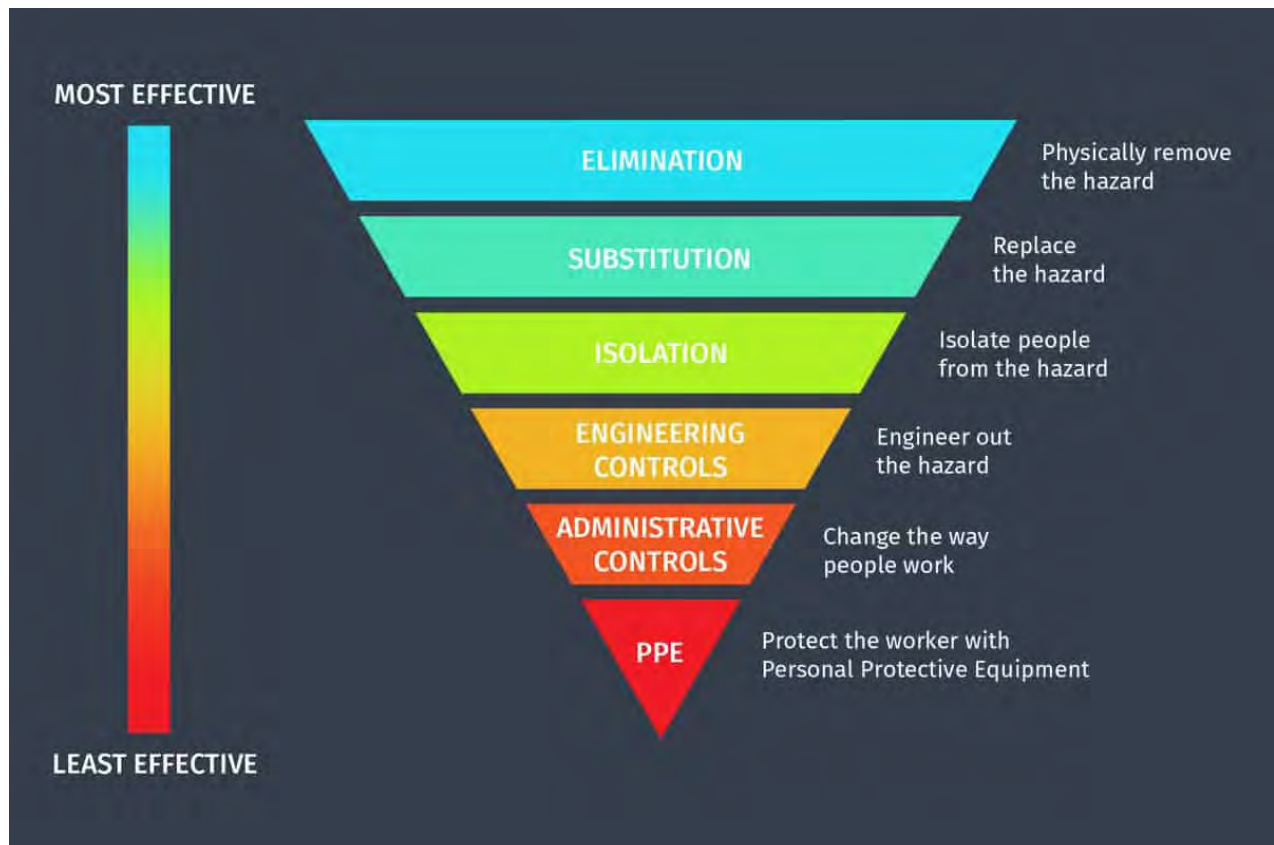 MOST EFFECTIVE
ELIMINATION
Physically remove
the hazard
SUBSTITUTION
Replace
the hazard
ISOLATION
Isolate people
from the hazard
ENGINEERING
CONTROLS
Engineer out
the hazard
ADMINISTRATIVE
CONTROLS
Change the way
people work
PPE
Protect the worker with
Personal Protective Equipment
LEAST EFFECTIVE